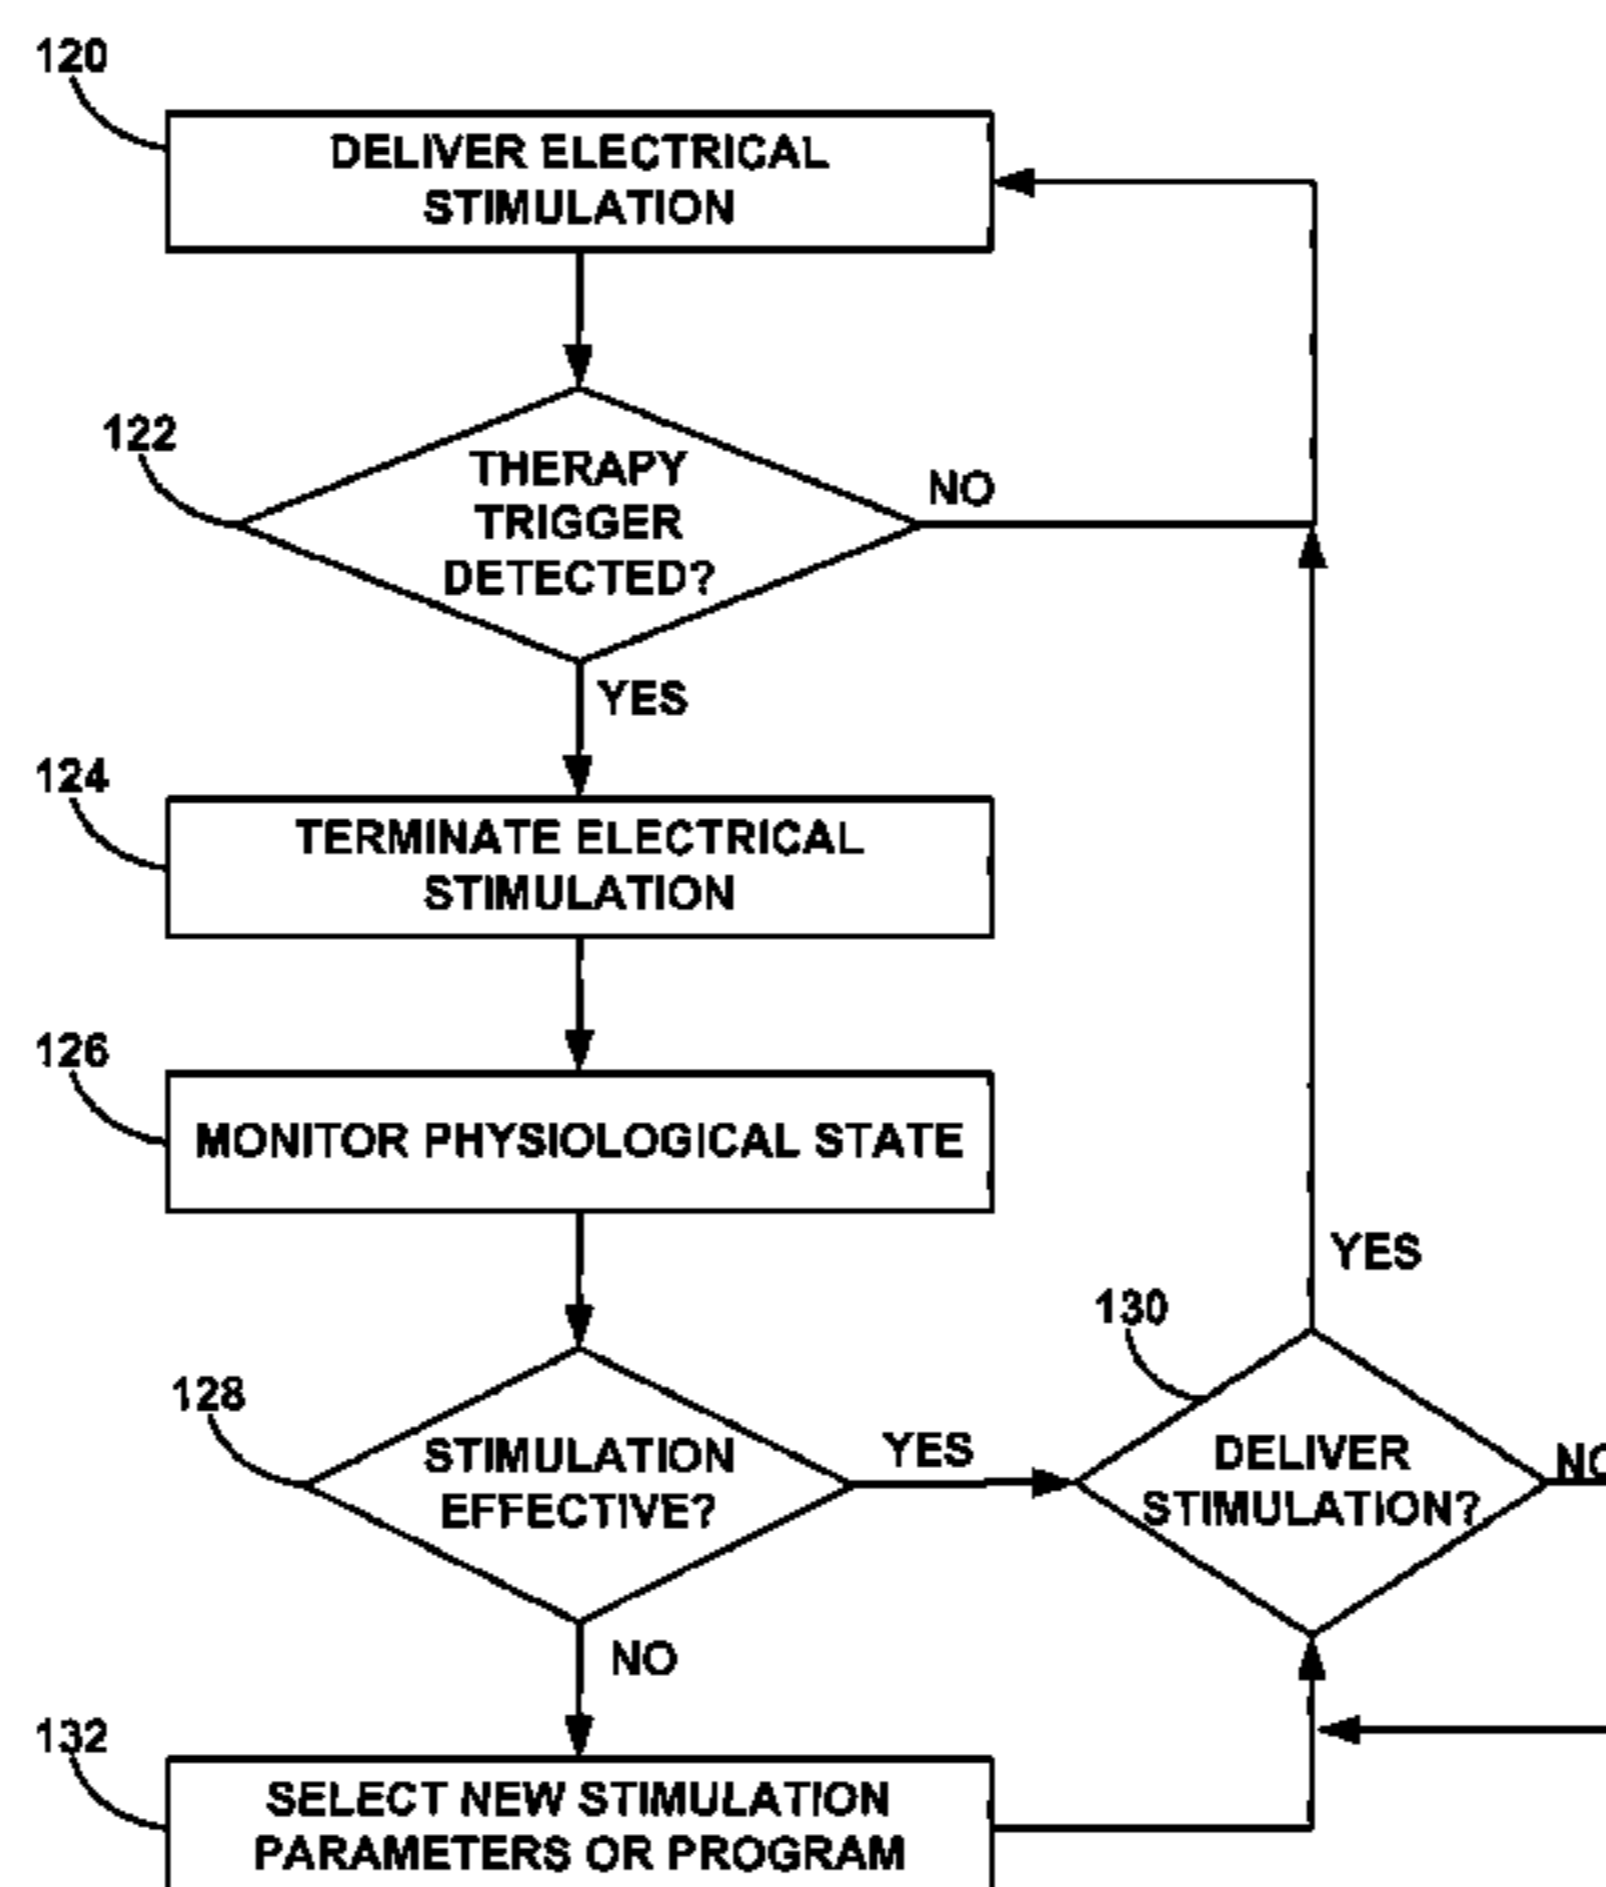 120
DELIVER ELECTRICAL
STIMULATION
122
THERAPY
TRIGGER
DETECTED?
NO
YES
124
TERMINATE ELECTRICAL
STIMULATION
126
MONITOR PHYSIOLOGICAL STATE
YES
130
128
STIMULATION
EFFECTIVE?
YES
DELIVER
STIMULATION?
NO
NO
132
SELECT NEW STIMULATION
PARAMETERS OR PROGRAM